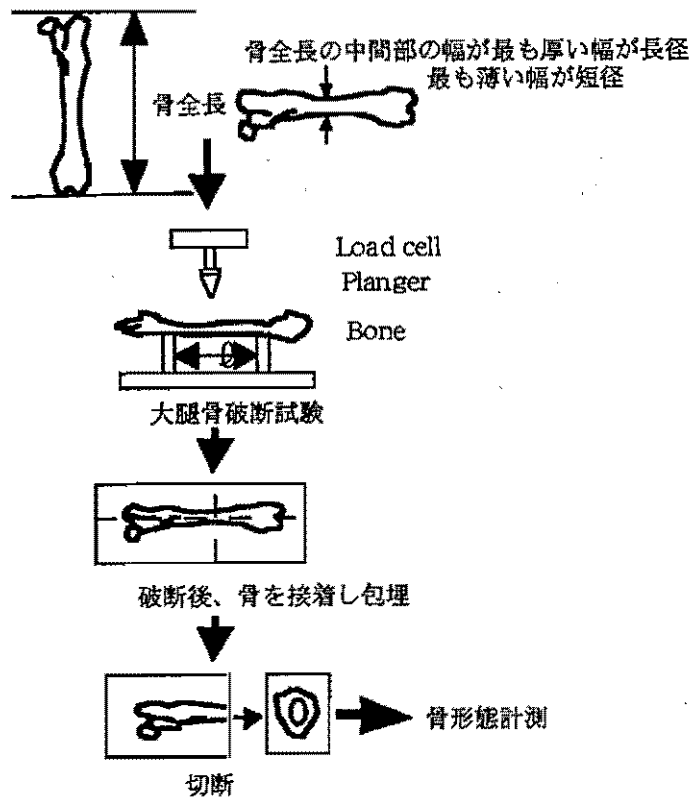 骨全長の中間部の幅が最も厚い幅が長径
最も薄い幅が短径
骨全長
Load cell
Planger
Bone
ℓ
大腿骨破断試験
破断後、骨を接着し包埋
骨形態計測
切断